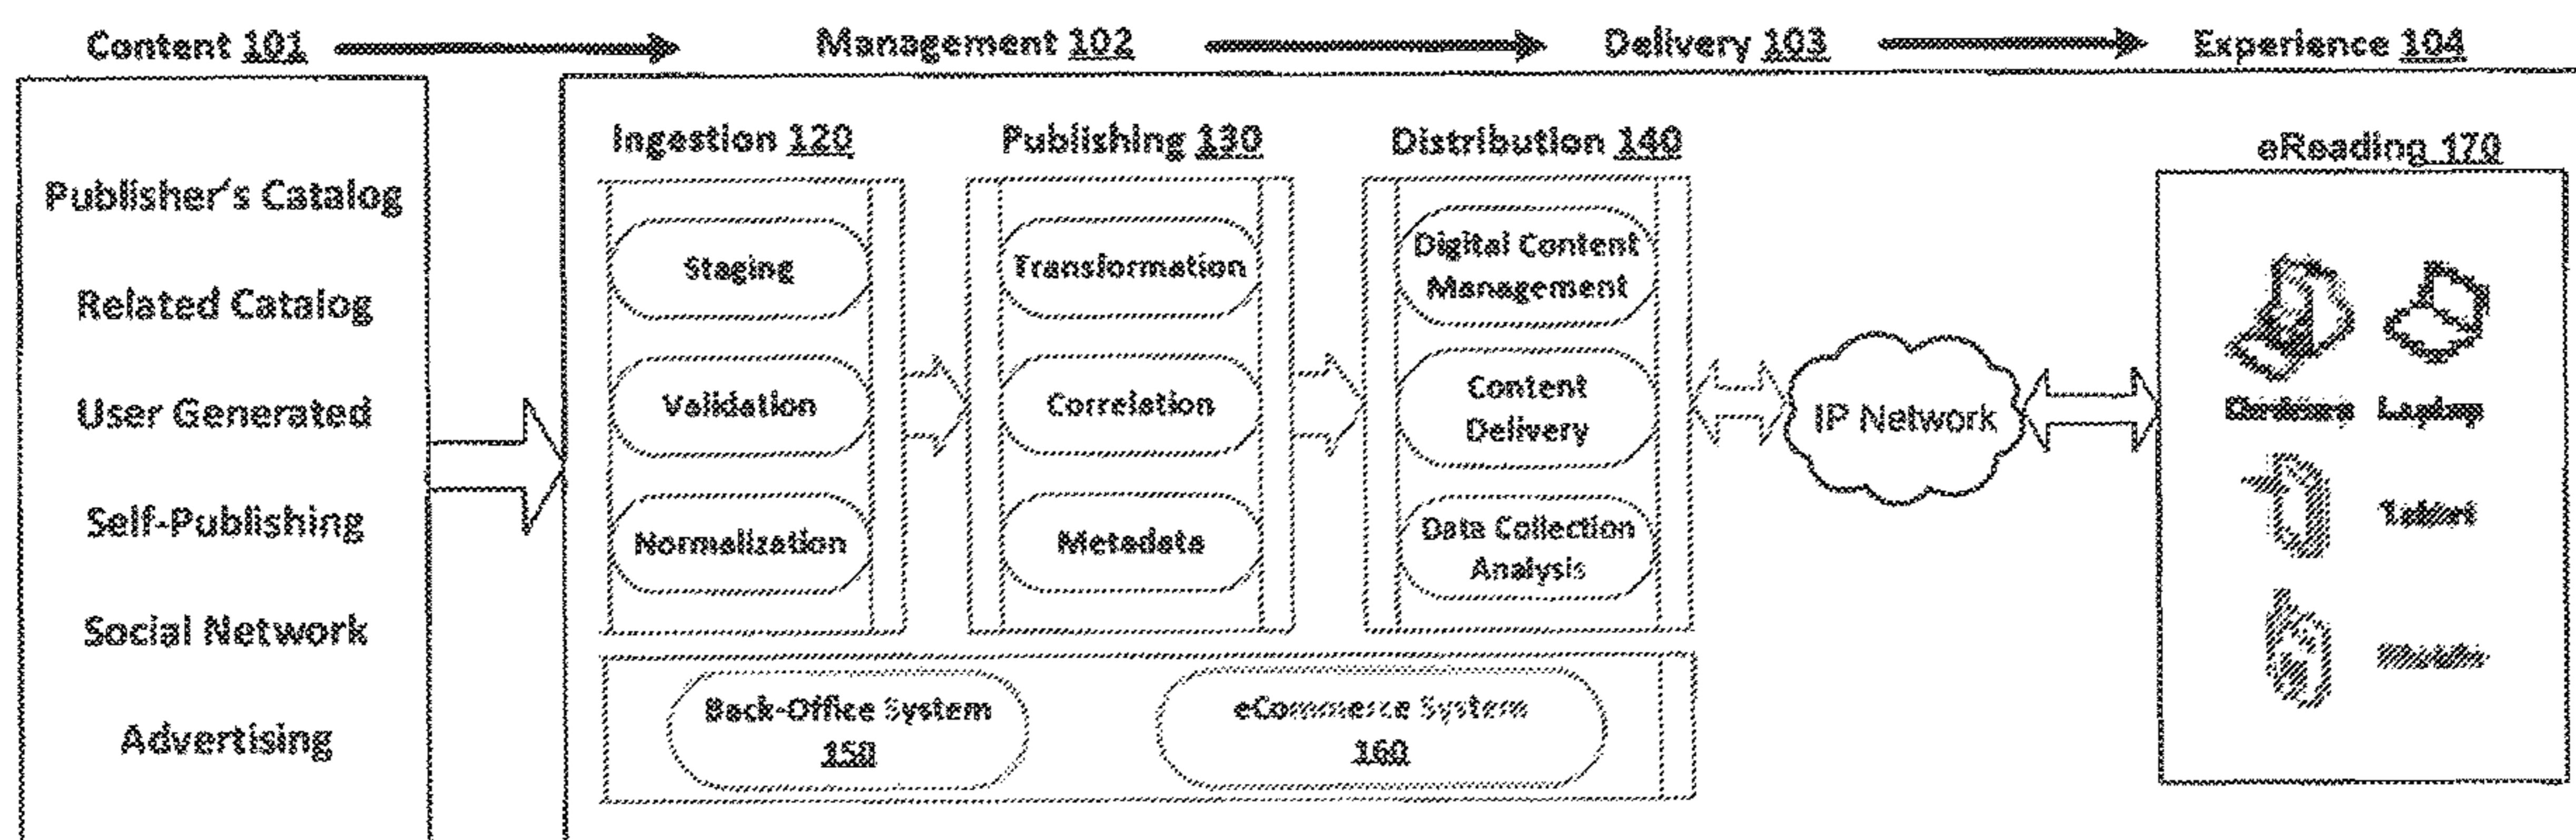 Content 101
Management 102
Delivery 103
Experience 104
Publisher's Catalog
Related Catalog
User Generated
Self-Publishing
Social Network
Advertising
Ingestion 120
Staging
Validation
Normalization
Publishing 130
Transformation
Correlation
Metadata
Distribution 140
Digital Content
Management
Content
Delivery
Data Collection
Analysis
Back-Office System
150
eCommerce System
160
IP Network
eReading 170
Laptop
Tablet